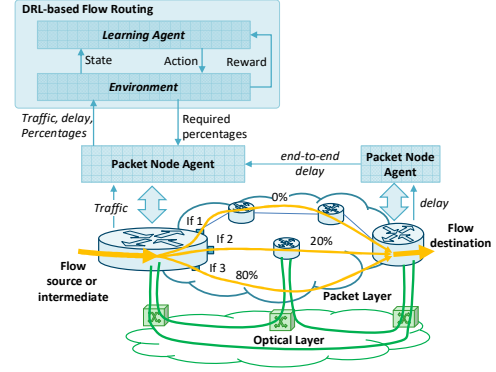 DRL-based Flow Routing
Learning Agent
State
Action
Reward
Environment
Traffic, delay,
Percentages
Required
percentages
Packet Node Agent
end-to-end
delay
Packet Node
Agent
Traffic
delay
If 1
0%
If 2
20%
If 3
80%
Flow
destination
Flow
source or
intermediate
Packet Layer
Optical Layer